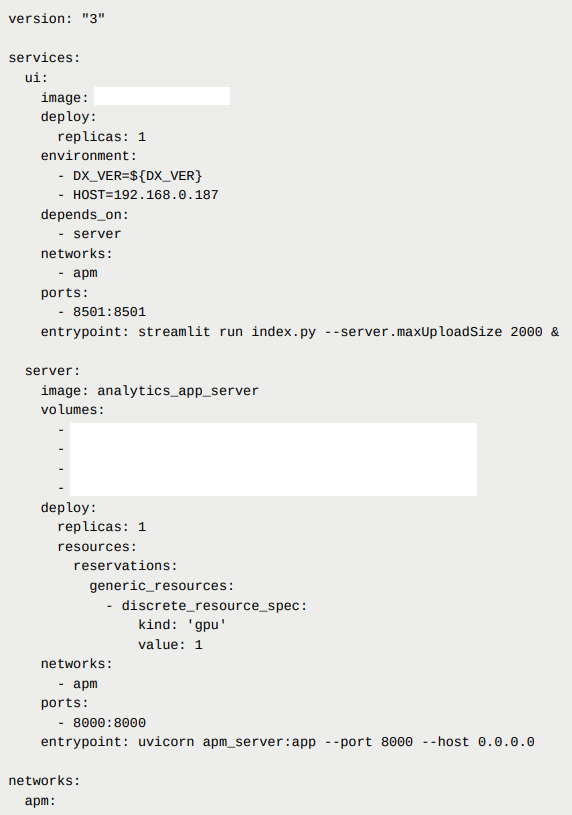 version: "3"

services:
  ui:
    image:
    deploy:
      replicas: 1
    environment:
      - DX_VER=${DX_VER}
      - HOST=192.168.0.187
    depends_on:
      - server
    networks:
      - apm
    ports:
      - 8501:8501
    entrypoint: streamlit run index.py --server.maxUploadSize 2000 &

  server:
    image: analytics_app_server
    volumes:
      -
      -
      -
      -
    deploy:
      replicas: 1
      resources:
        reservations:
          generic_resources:
            - discrete_resource_spec:
                kind: 'gpu'
                value: 1
    networks:
      - apm
    ports:
      - 8000:8000
    entrypoint: uvicorn apm_server:app --port 8000 --host 0.0.0.0

networks:
  apm: